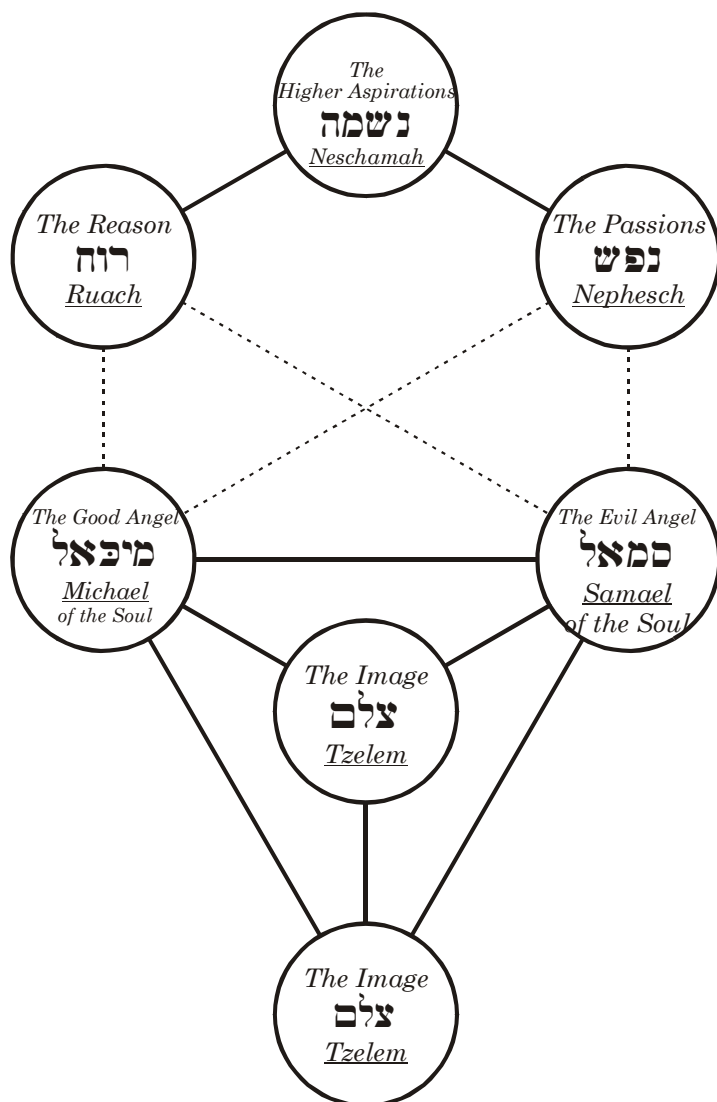 The
Higher Aspirations
נשמה
Neschamah
The Reason
רוח
Ruach
The Passions
נפש
Nephesch
The Good Angel
מיכאל
Michael
of the Soul
The Evil Angel
סמאל
Samael
of the Soul
The Image
צלם
Tzelem
The Image
צלם
Tzelem